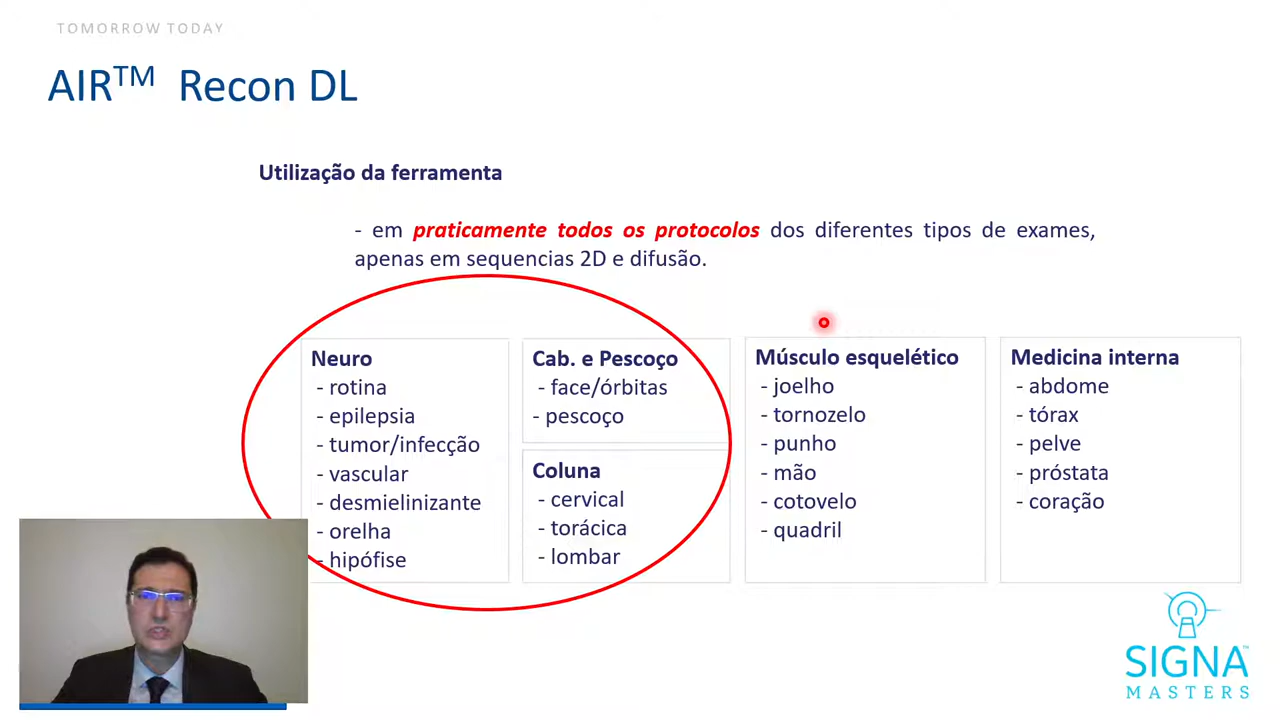 TOMORROW TODAY
AIR™ Recon DL
Utilização da ferramenta
- em praticamente todos os protocolos dos diferentes tipos de exames,
apenas em sequencias 2D e difusão.
Neuro
- rotina
- epilepsia
- tumor/infecção
- vascular
- desmielinizante
- orelha
- hipófise
Cab. e Pescoço
- face/órbitas
- pescoço
Coluna
- cervical
- torácica
- lombar
Músculo esquelético
- joelho
- tornozelo
- punho
- mão
- cotovelo
- quadril
Medicina interna
- abdome
- tórax
- pelve
- próstata
- coração
SIGNA™
MASTERS